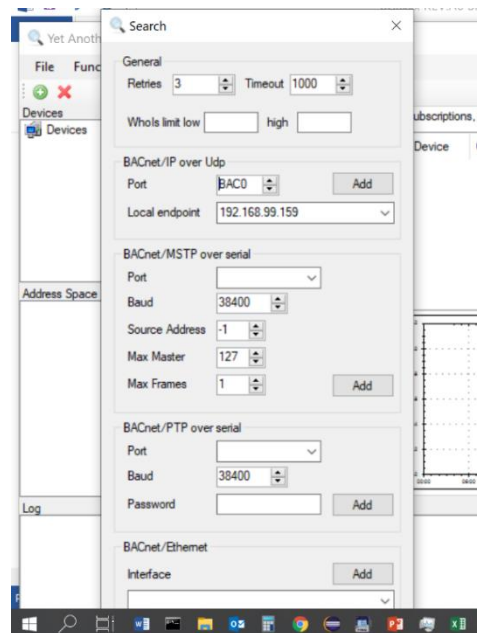 Search
Yet Anoth
File Func
Devices
Devices
ubscriptions,
Device
Address Space
Log
General
Retries 3 Timeout 1000
WhoIs limit low high
BACnet/IP over Udp
Port BAC0 Add
Local endpoint 192.168.99.159
BACnet/MSTP over serial
Port
Baud 38400
Source Address -1
Max Master 127
Max Frames 1 Add
BACnet/PTP over serial
Port
Baud 38400
Password Add
BACnet/Ethernet
Interface Add